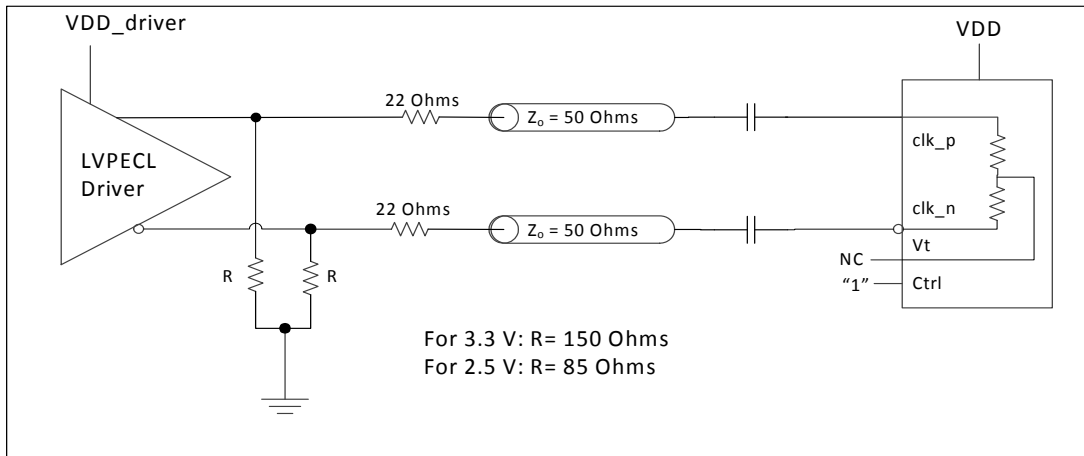 VDD_driver
VDD
22 Ohms
Zo = 50 Ohms
LVPECL
Driver
clk_p
clk_n
22 Ohms
Zo = 50 Ohms
Vt
NC
"1"
Ctrl
R
R
For 3.3 V: R= 150 Ohms
For 2.5 V: R= 85 Ohms